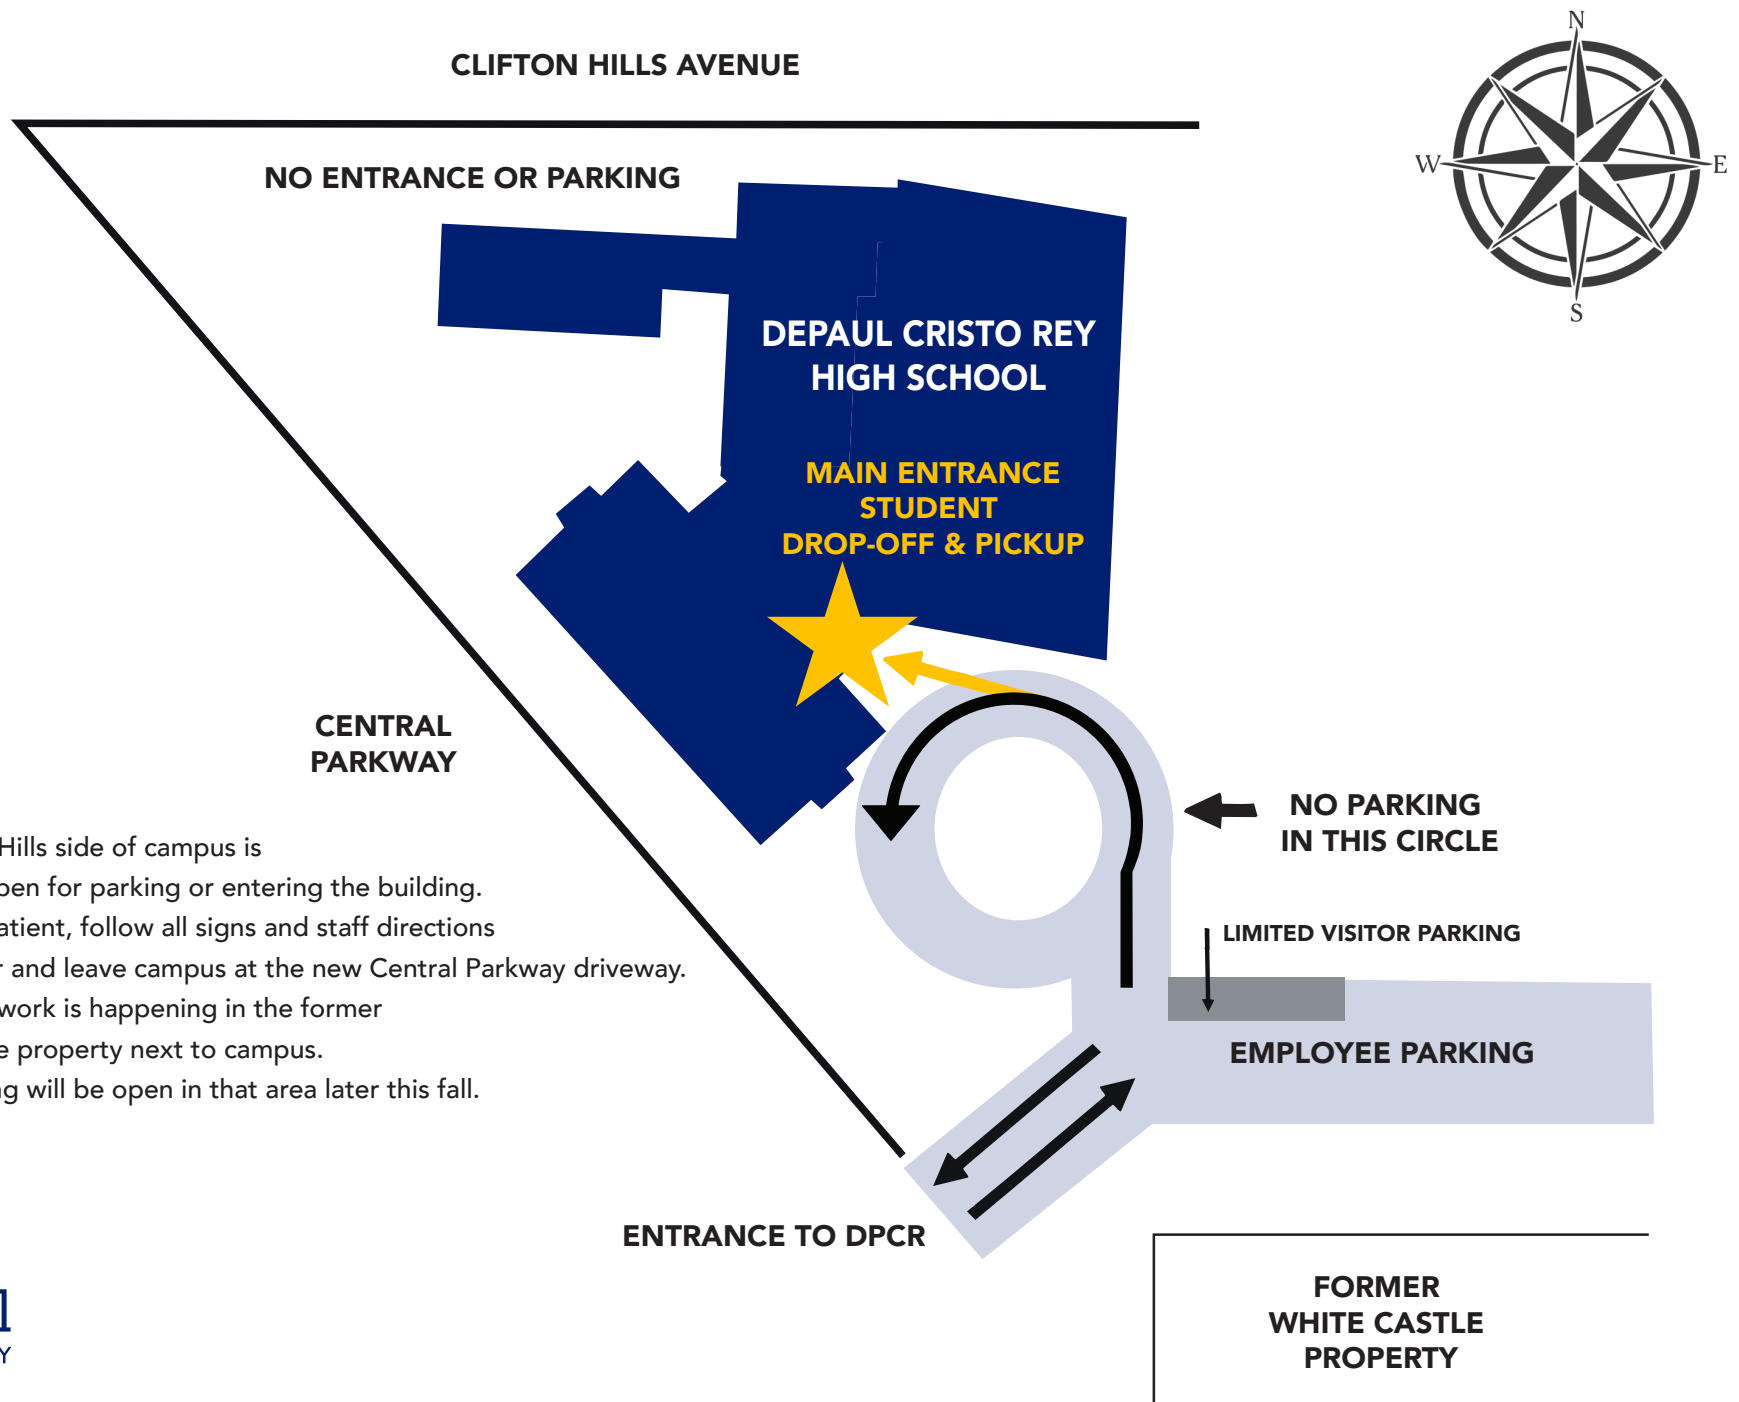 N
CLIFTON HILLS AVENUE
W
E
NO ENTRANCE OR PARKING
S
DEPAUL CRISTO REY
HIGH SCHOOL
MAIN ENTRANCE
STUDENT
DROP-OFF & PICKUP
CENTRAL
PARKWAY
NO PARKING
IN THIS CIRCLE
Hills side of campus is
pen for parking or entering the building.
atient, follow all signs and staff directions
r and leave campus at the new Central Parkway driveway.
work is happening in the former
e property next to campus.
g will be open in that area later this fall.
LIMITED VISITOR PARKING
EMPLOYEE PARKING
ENTRANCE TO DPCR
FORMER
WHITE CASTLE
PROPERTY
l
Y